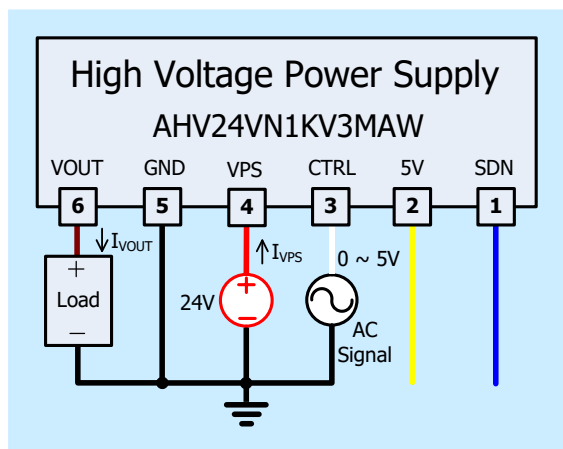 High Voltage Power Supply
AHV24VN1KV3MAW
VOUT GND VPS CTRL 5V SDN
6 5 4 3 2 1
↓IVOUT ↑IVPS 0 ~ 5V
+ +
Load 24V
− −
AC
Signal